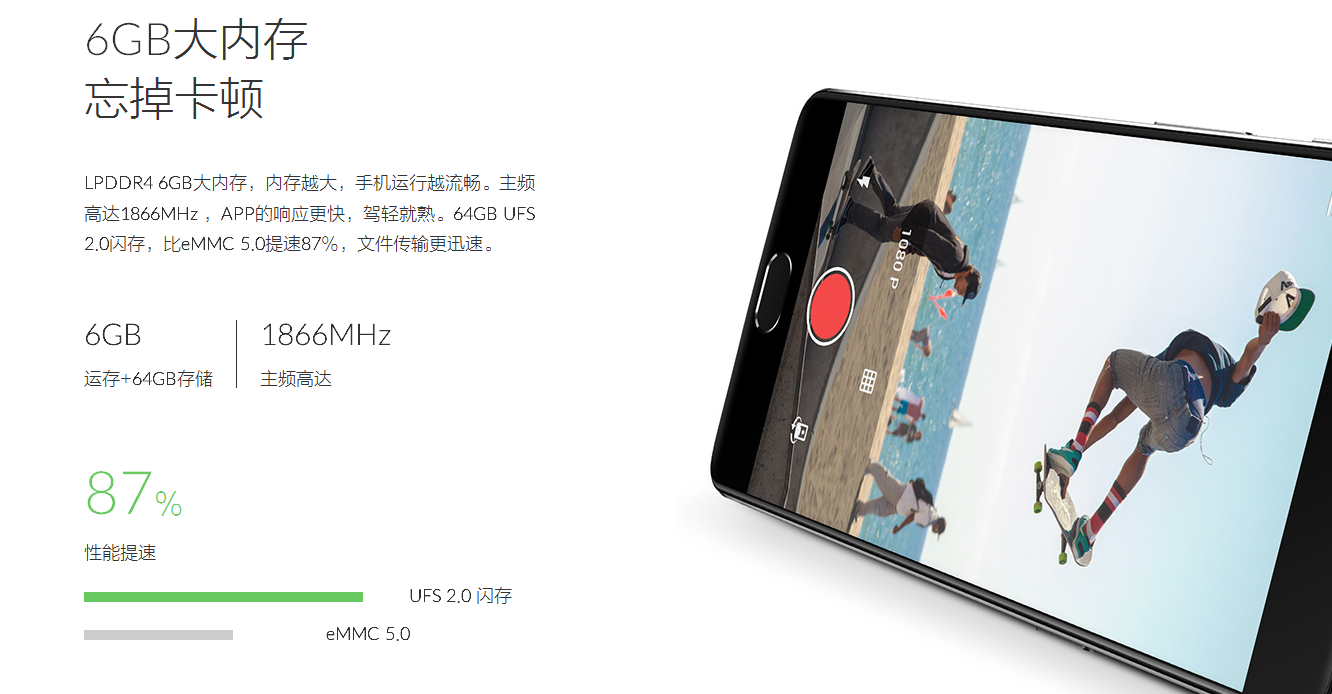 6GB大内存
忘掉卡顿
LPDDR4 6GB大内存，内存越大，手机运行越流畅。主频
高达1866MHz ，APP的响应更快，驾轻就熟。64GB UFS
2.0闪存，比eMMC 5.0提速87%，文件传输更迅速。
6GB
运存+64GB存储
1866MHz
主频高达
87%
性能提速
UFS 2.0 闪存
eMMC 5.0
1080 P